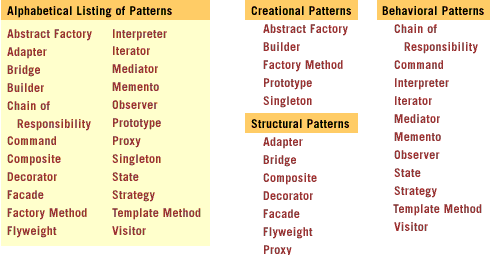 Alphabetical Listing of Patterns
Abstract Factory
Adapter
Bridge
Builder
Chain of
Responsibility
Command
Composite
Decorator
Facade
Factory Method
Flyweight
Interpreter
Iterator
Mediator
Memento
Observer
Prototype
Proxy
Singleton
State
Strategy
Template Method
Visitor
Creational Patterns
Abstract Factory
Builder
Factory Method
Prototype
Singleton
Structural Patterns
Adapter
Bridge
Composite
Decorator
Facade
Flyweight
Proxy
Behavioral Patterns
Chain of
Responsibility
Command
Interpreter
Iterator
Mediator
Memento
Observer
State
Strategy
Template Method
Visitor